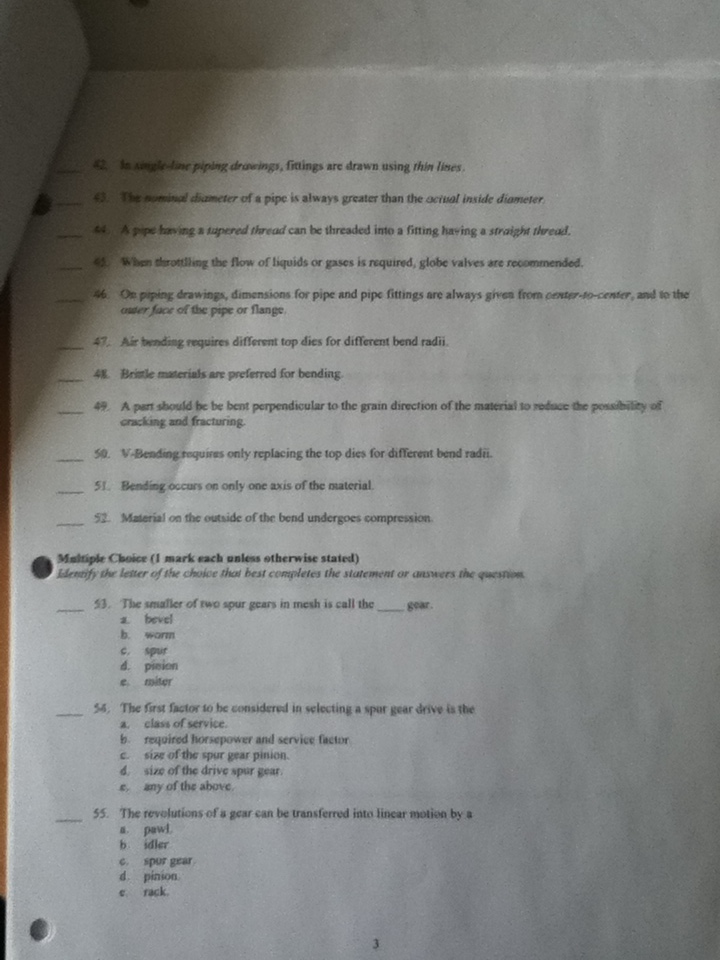 ____ 42. In single-line piping drawings, fittings are drawn using thin lines.
____ 43. The nominal diameter of a pipe is always greater than the actual inside diameter.
____ 44. A pipe having a tapered thread can be threaded into a fitting having a straight thread.
____ 45. When throttlling the flow of liquids or gases is required, globe valves are recommended.
____ 46. On piping drawings, dimensions for pipe and pipe fittings are always given from center-to-center, and to the
outer face of the pipe or flange.
____ 47. Air bending requires different top dies for different bend radii.
____ 48. Brittle materials are preferred for bending.
____ 49. A part should be be bent perpendicular to the grain direction of the material to reduce the possibility of
cracking and fracturing.
____ 50. V-Bending requires only replacing the top dies for different bend radii.
____ 51. Bending occurs on only one axis of the material.
____ 52. Material on the outside of the bend undergoes compression.
Multiple Choice (1 mark each unless otherwise stated)
Identify the letter of the choice that best completes the statement or answers the question.
____ 53. The smaller of two spur gears in mesh is call the ____ gear.
a. bevel
b. worm
c. spur
d. pinion
e. miter
____ 54. The first factor to be considered in selecting a spur gear drive is the
a. class of service.
b. required horsepower and service factor.
c. size of the spur gear pinion.
d. size of the drive spur gear.
e. any of the above.
____ 55. The revolutions of a gear can be transferred into linear motion by a
a. pawl.
b. idler.
c. spur gear.
d. pinion.
e. rack.
3